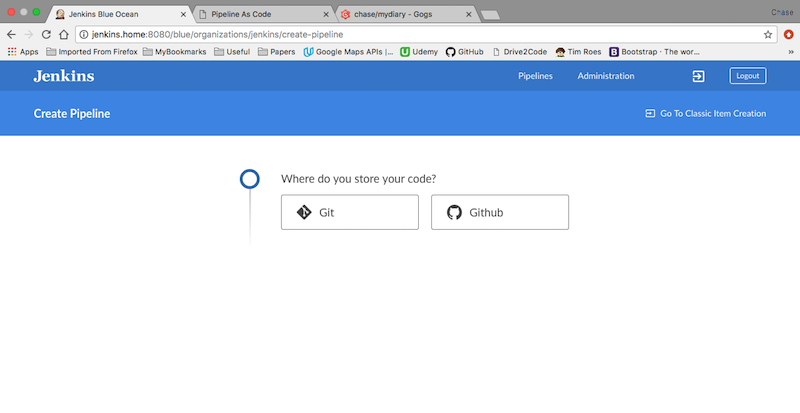 Jenkins Blue Ocean
Pipeline As Code
chase/mydiary - Gogs
Chase
jenkins.home:8080/blue/organizations/jenkins/create-pipeline
Apps Imported From Firefox MyBookmarks Useful Papers Google Maps APIs |... Udemy GitHub Drive2Code Tim Roes Bootstrap · The wor... »
Jenkins Pipelines Administration Logout
Create Pipeline Go To Classic Item Creation
Where do you store your code?
Git Github